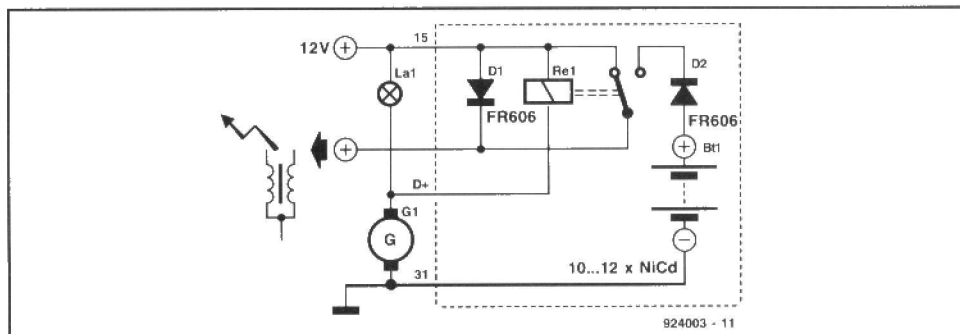 12V +
15
La1
D1
FR606
Re1
D2
FR606
Bt1
+
+
D+
G1
G
31
−
10...12 x NiCd
924003 - 11